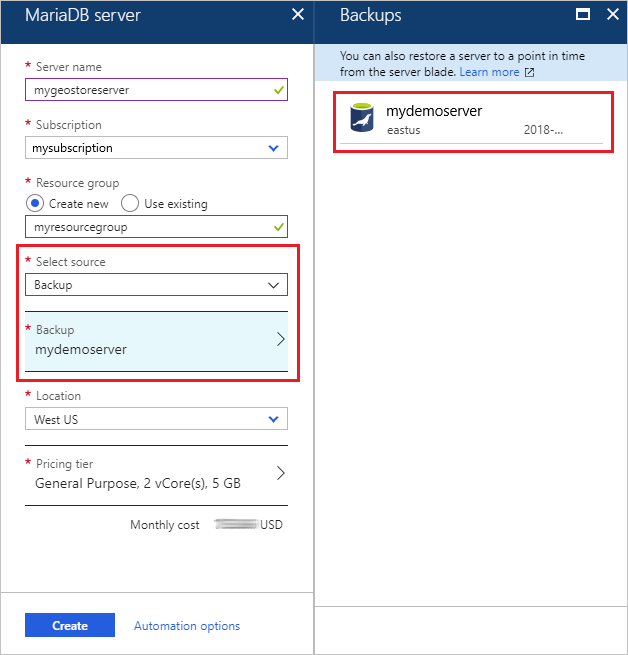 MariaDB server
* Server name
mygeostoreserver
* Subscription
mysubscription
* Resource group
Create new
Use existing
myresourcegroup
* Select source
Backup
* Backup
mydemoserver
* Location
West US
* Pricing tier
General Purpose, 2 vCore(s), 5 GB
Monthly cost
USD
Create
Automation options
Backups
You can also restore a server to a point in time
from the server blade. Learn more
mydemoserver
eastus
2018-...